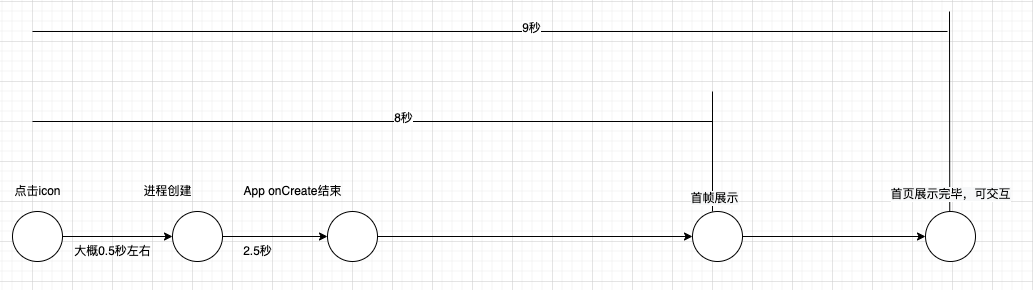 9秒
8秒
点击icon
进程创建
App onCreate结束
首帧展示
首页展示完毕，可交互
大概0.5秒左右
2.5秒